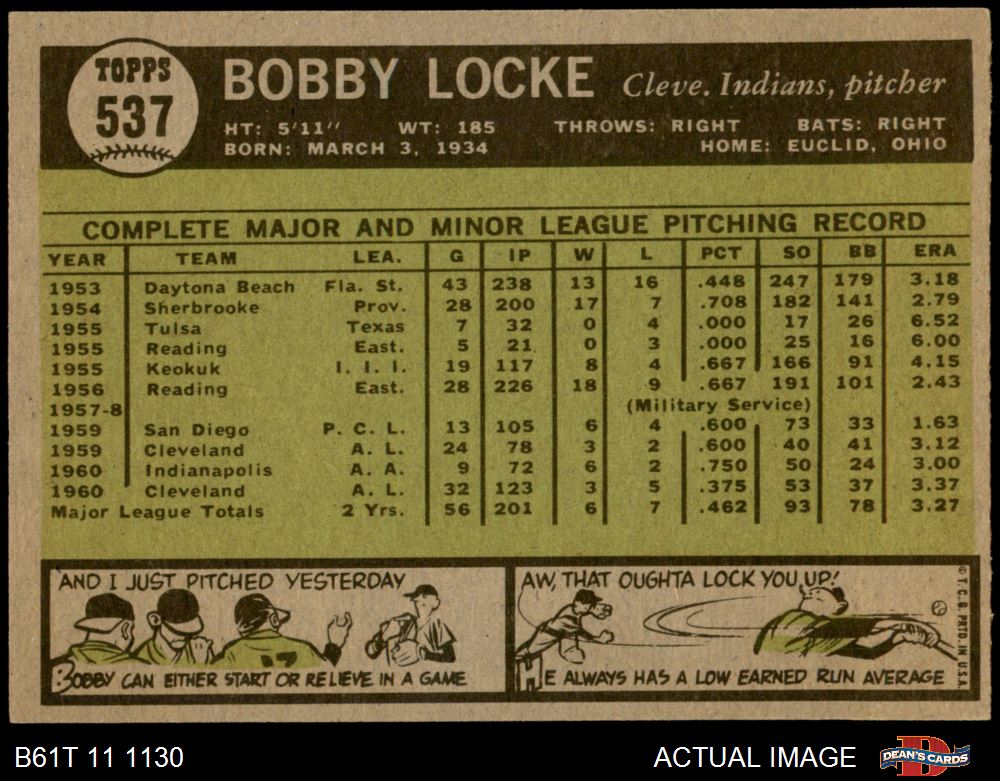 TOPPS
537
BOBBY LOCKE Cleve. Indians, pitcher
HT: 5'11" WT: 185 THROWS: RIGHT BATS: RIGHT
BORN: MARCH 3, 1934 HOME: EUCLID, OHIO
COMPLETE MAJOR AND MINOR LEAGUE PITCHING RECORD
YEAR TEAM LEA. G IP W L PCT SO BB ERA
1953 Daytona Beach Fla. St. 43 238 13 16 .448 247 179 3.18
1954 Sherbrooke Prov. 28 200 17 7 .708 182 141 2.79
1955 Tulsa Texas 7 32 0 4 .000 17 26 6.52
1955 Reading East. 5 21 0 3 .000 25 16 6.00
1955 Keokuk I. I. I. 19 117 8 4 .667 166 91 4.15
1956 Reading East. 28 226 18 9 .667 191 101 2.43
1957-8 (Military Service)
1959 San Diego P. C. L. 13 105 6 4 .600 73 33 1.63
1959 Cleveland A. L. 24 78 3 2 .600 40 41 3.12
1960 Indianapolis A. A. 9 72 6 2 .750 50 24 3.00
1960 Cleveland A. L. 32 123 3 5 .375 53 37 3.37
Major League Totals 2 Yrs. 56 201 6 7 .462 93 78 3.27
AND I JUST PITCHED YESTERDAY
17
BOBBY CAN EITHER START OR RELIEVE IN A GAME
AW, THAT OUGHTA LOCK YOU UP!
HE ALWAYS HAS A LOW EARNED RUN AVERAGE
© T.C.G. PRTD. IN U.S.A.
B61T 11 1130 ACTUAL IMAGE
DEAN'S CARDS